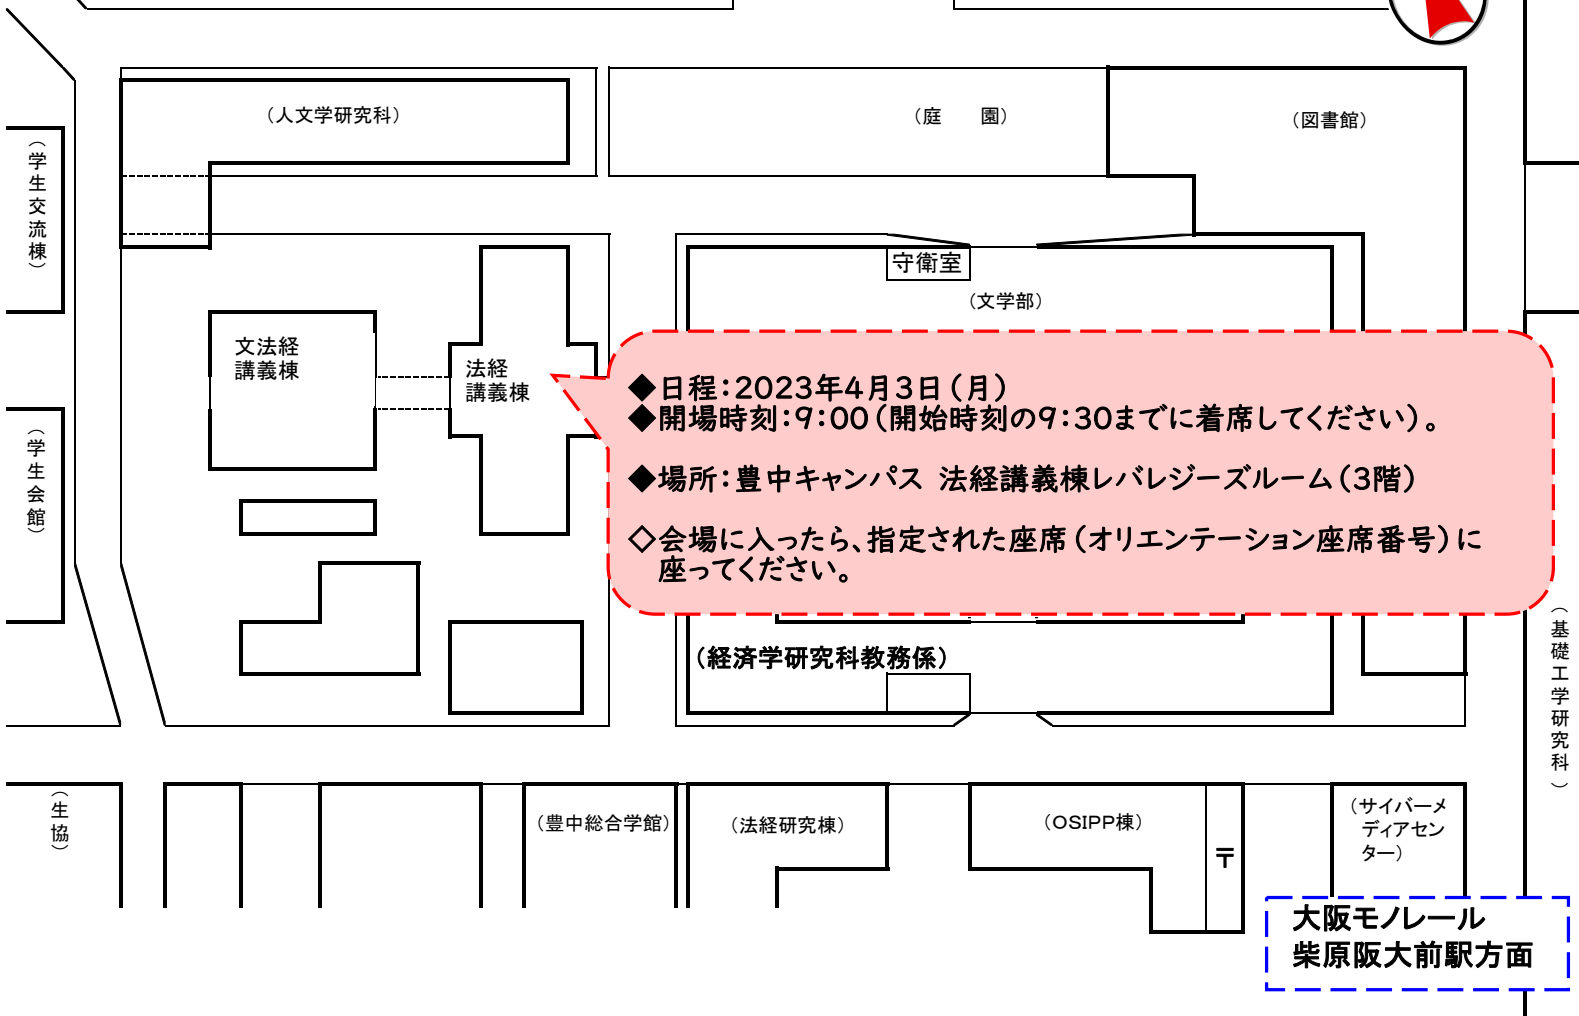 （人文学研究科）
（庭　　園）
（図書館）
（学生交流棟）
守衛室
（文学部）
文法経
講義棟
法経
講義棟
◆日程：2023年4月3日（月）
◆開場時刻：9：00（開始時刻の9：30までに着席してください）。
◆場所：豊中キャンパス 法経講義棟レバレジーズルーム（3階）
◇会場に入ったら、指定された座席（オリエンテーション座席番号）に
座ってください。
（学生会館）
（基礎工学研究科）
（経済学研究科教務係）
（生協）
（豊中総合学館）
（法経研究棟）
（OSIPP棟）
〒
（サイバーメ
ディアセン
ター）
大阪モノレール
柴原阪大前駅方面